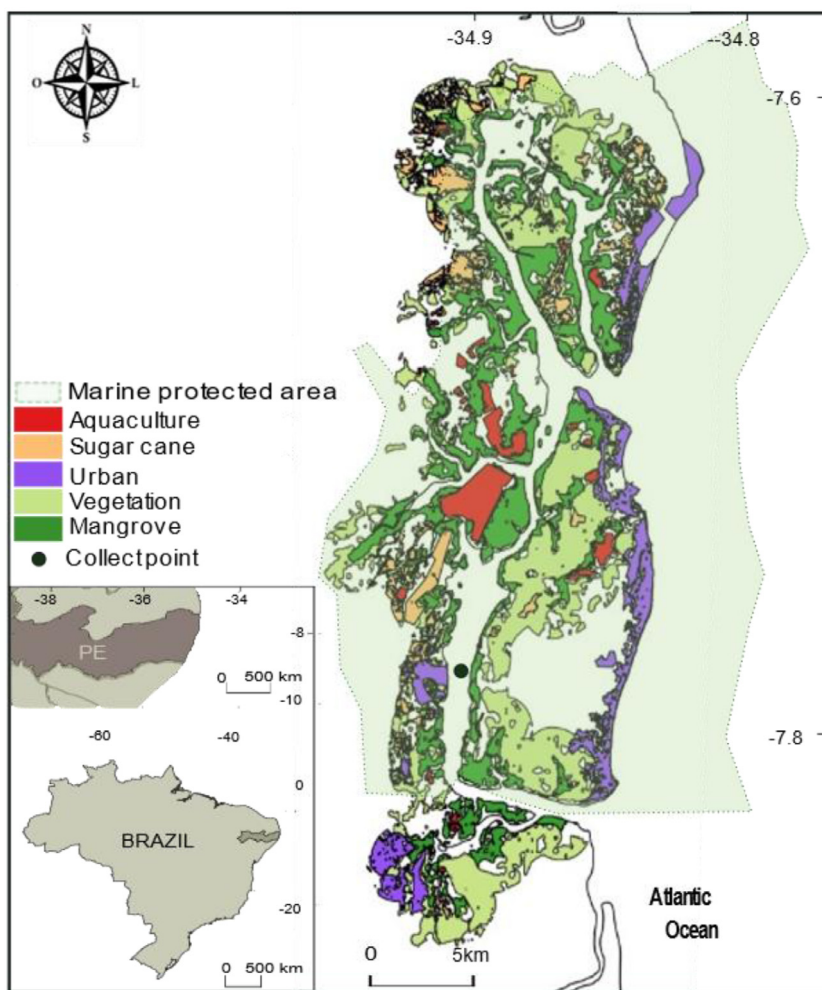 N
O
L
S
-34.9
--34.8
-7.6
-7.8
Marine protected area
Aquaculture
Sugar cane
Urban
Vegetation
Mangrove
Collect point
-38
-36
-34
-8
-10
PE
0 500 km
-60
-40
0
-20
BRAZIL
0 500 km
0 5km
Atlantic
Ocean